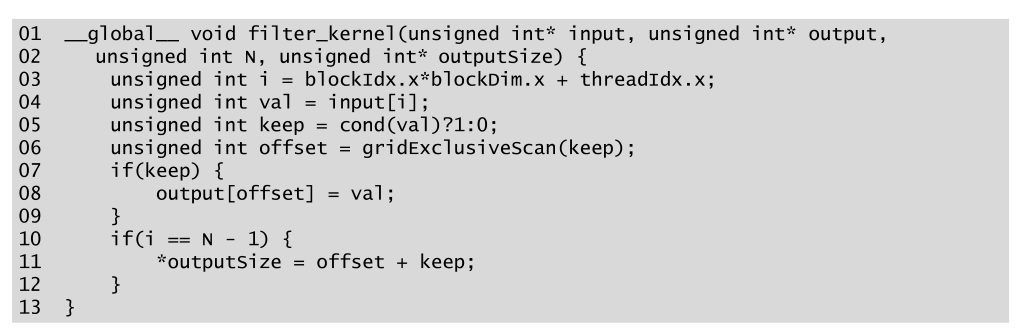 01 __global__ void filter_kernel(unsigned int* input, unsigned int* output,
02 unsigned int N, unsigned int* outputSize) {
03 unsigned int i = blockIdx.x*blockDim.x + threadIdx.x;
04 unsigned int val = input[i];
05 unsigned int keep = cond(val)?1:0;
06 unsigned int offset = gridExclusiveScan(keep);
07 if(keep) {
08 output[offset] = val;
09 }
10 if(i == N - 1) {
11 *outputSize = offset + keep;
12 }
13 }